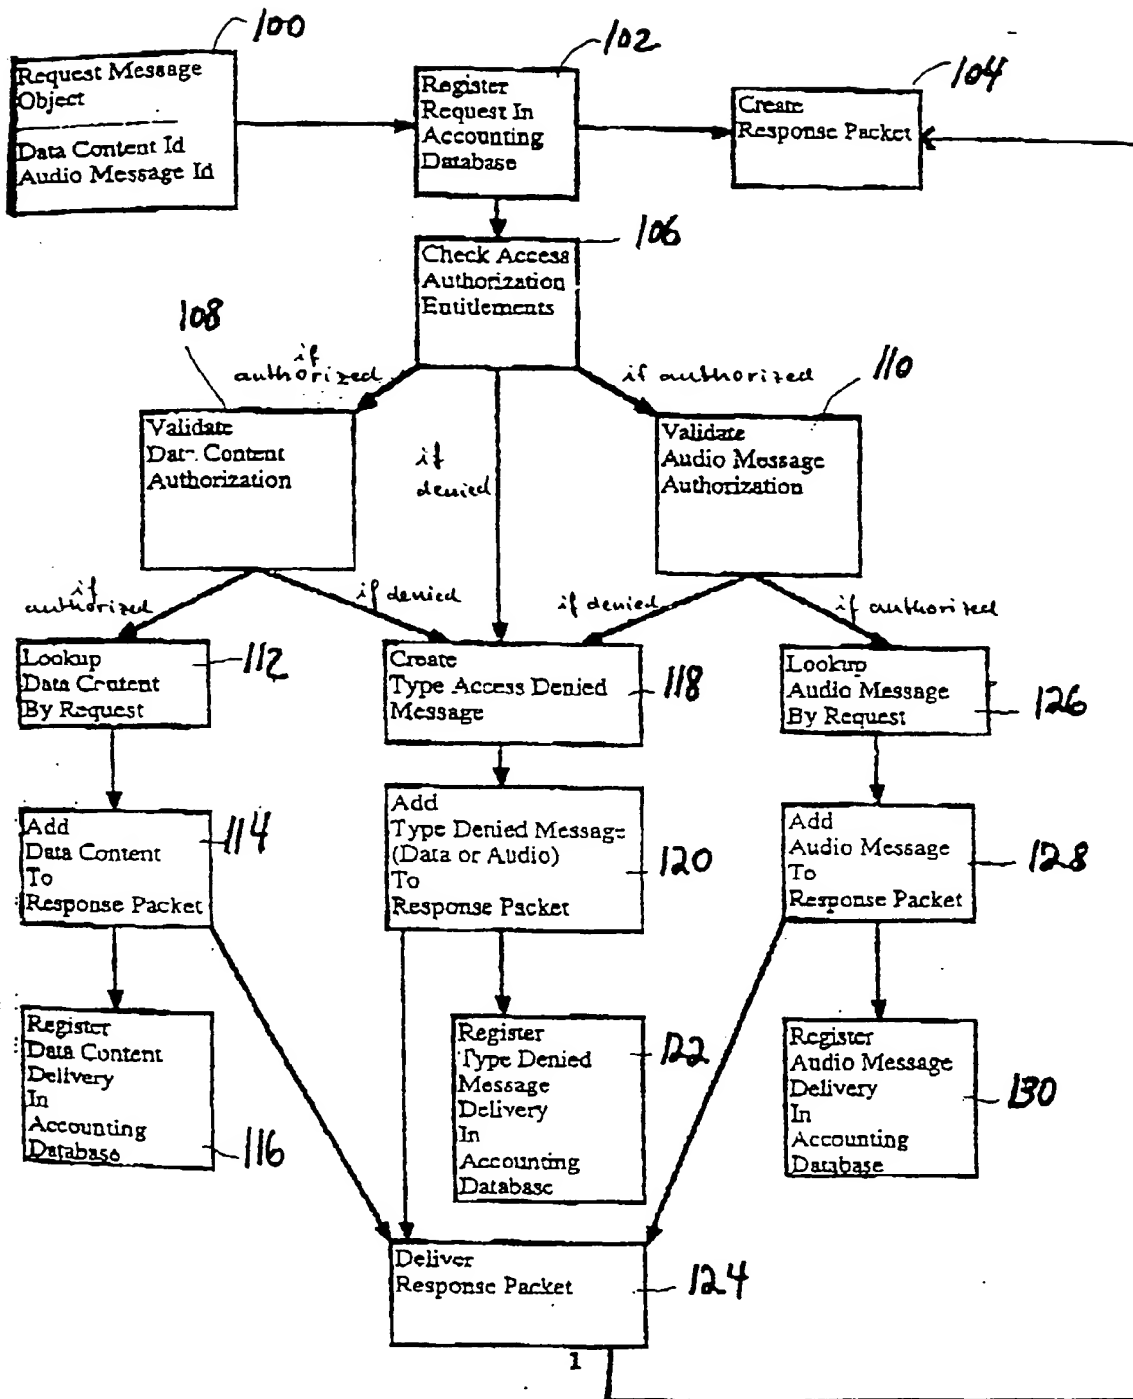 100
102
104
Request Message
Object
Data Content Id
Audio Message Id
Register
Request In
Accounting
Database
Create
Response Packet
106
Check Access
Authorization
Entitlements
108
if
authorized
if authorized
110
Validate
Data Content
Authorization
if
denied
Validate
Audio Message
Authorization
if
authorized
if denied
if denied
if authorized
Lookup
Data Content
By Request
112
Create
Type Access Denied
Message
118
Lookup
Audio Message
By Request
126
Add
Data Content
To
Response Packet
114
Add
Type Denied Message
(Data or Audio)
To
Response Packet
120
Add
Audio Message
To
Response Packet
128
Register
Data Content
Delivery
In
Accounting
Database
116
Register
Type Denied
Message
Delivery
In
Accounting
Database
122
Register
Audio Message
Delivery
In
Accounting
Database
130
Deliver
Response Packet
124
1